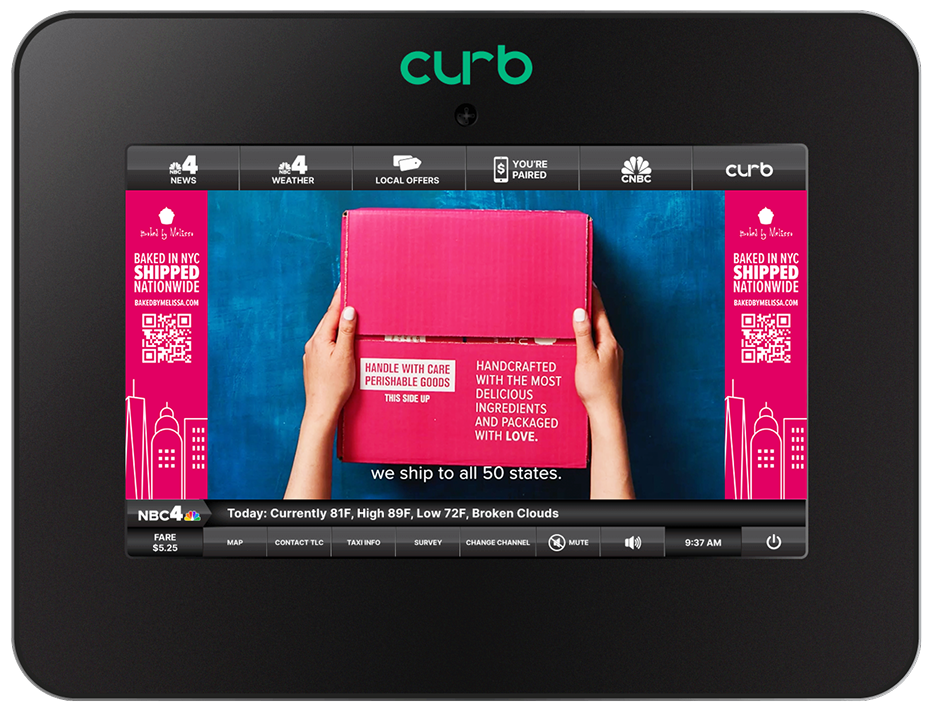 curb
NBC 4
NEWS
NBC 4
WEATHER
LOCAL OFFERS
$
YOU'RE
PAIRED
CNBC
curb
Baked by Melissa
BAKED IN NYC
SHIPPED
NATIONWIDE
BAKEDBYMELISSA.COM
HANDLE WITH CARE
PERISHABLE GOODS
THIS SIDE UP
HANDCRAFTED
WITH THE MOST
DELICIOUS
INGREDIENTS
AND PACKAGED
WITH LOVE.
we ship to all 50 states.
Baked by Melissa
BAKED IN NYC
SHIPPED
NATIONWIDE
BAKEDBYMELISSA.COM
NBC4
Today: Currently 81F, High 89F, Low 72F, Broken Clouds
FARE
$5.25
MAP
CONTACT TLC
TAXI INFO
SURVEY
CHANGE CHANNEL
MUTE
9:37 AM